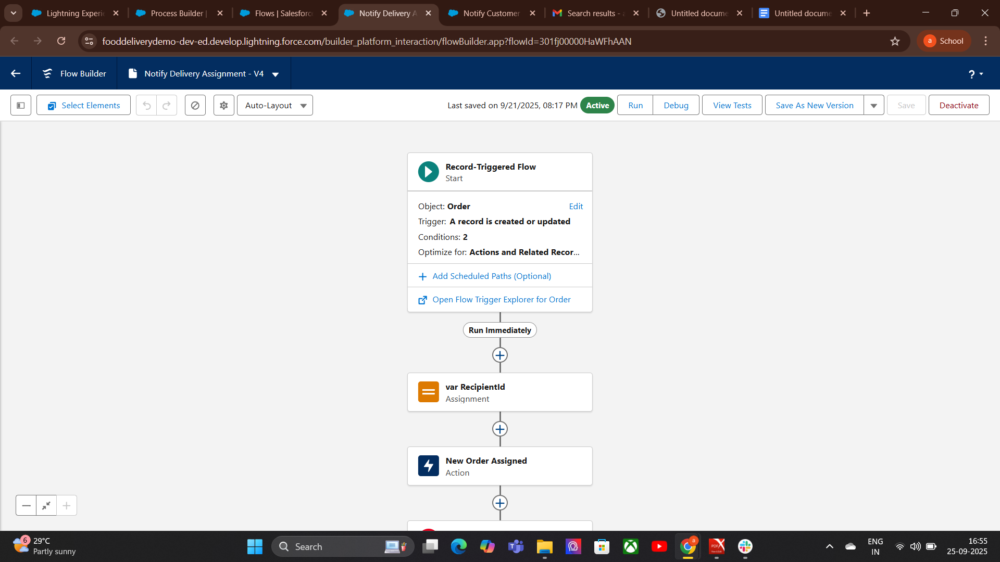 Lightning Experie
Process Builder |
Flows | Salesforc
Notify Delivery A
Notify Customer
Search results - a
Untitled docume
Untitled docume
fooddeliverydemo-dev-ed.develop.lightning.force.com/builder_platform_interaction/flowBuilder.app?flowId=301fj00000HaWFhAAN
a School
Flow Builder
Notify Delivery Assignment - V4
?
Select Elements
Auto-Layout
Last saved on 9/21/2025, 08:17 PM
Active
Run
Debug
View Tests
Save As New Version
Save
Deactivate
Record-Triggered Flow
Start
Object: Order
Edit
Trigger: A record is created or updated
Conditions: 2
Optimize for: Actions and Related Recor...
Add Scheduled Paths (Optional)
Open Flow Trigger Explorer for Order
Run Immediately
var RecipientId
Assignment
New Order Assigned
Action
6
29°C
Partly sunny
Search
a
PDF
ENG
IN
16:55
25-09-2025